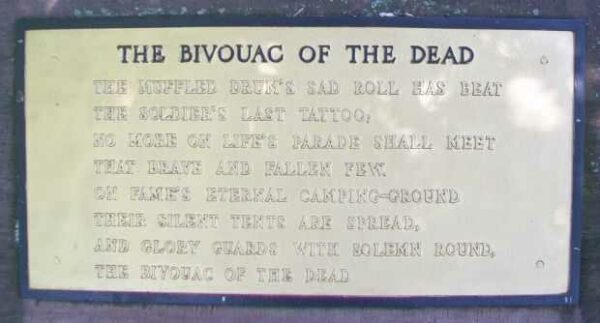 THE BIVOUAC OF THE DEAD
THE MUFFLED DRUM'S SAD ROLL HAS BEAT
THE SOLDIER'S LAST TATTOO;
NO MORE ON LIFE'S PARADE SHALL MEET
THAT BRAVE AND FALLEN FEW.
ON FAME'S ETERNAL CAMPING-GROUND
THEIR SILENT TENTS ARE SPREAD,
AND GLORY GUARDS WITH SOLEMN ROUND,
THE BIVOUAC OF THE DEAD